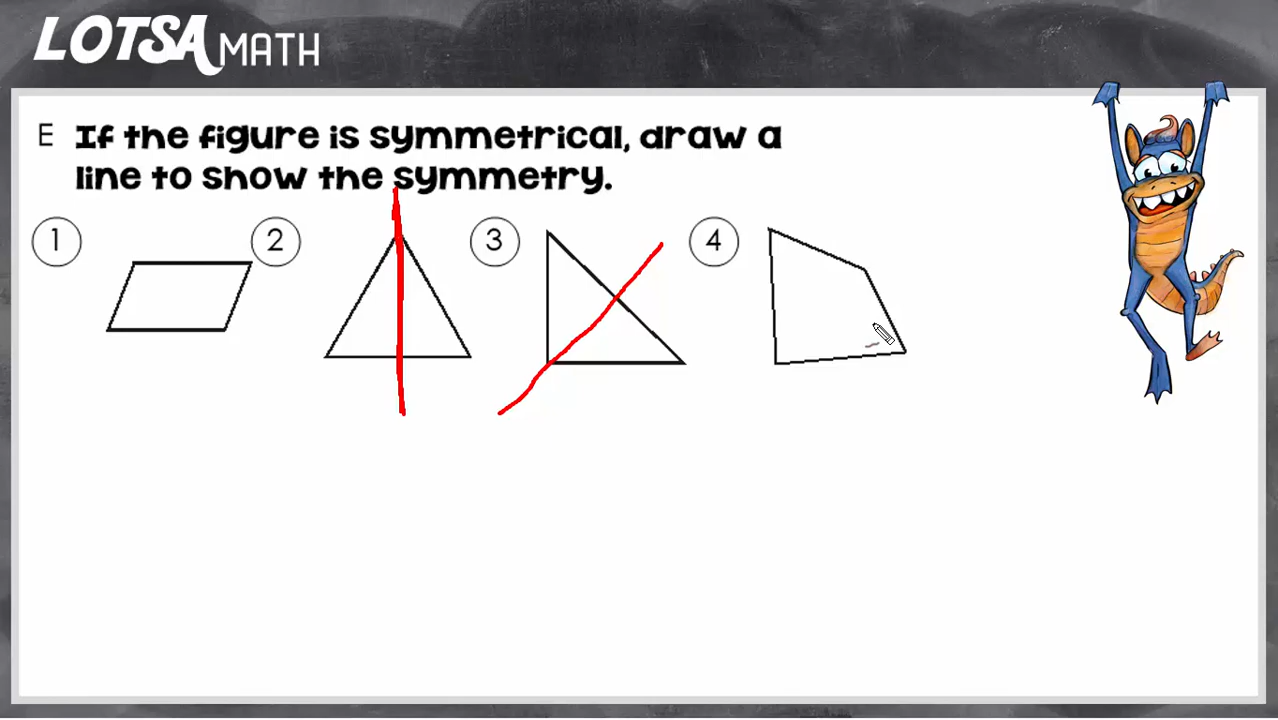 LOTSA MATH
E If the figure is symmetrical, draw a
line to show the symmetry.
1 2 3 4